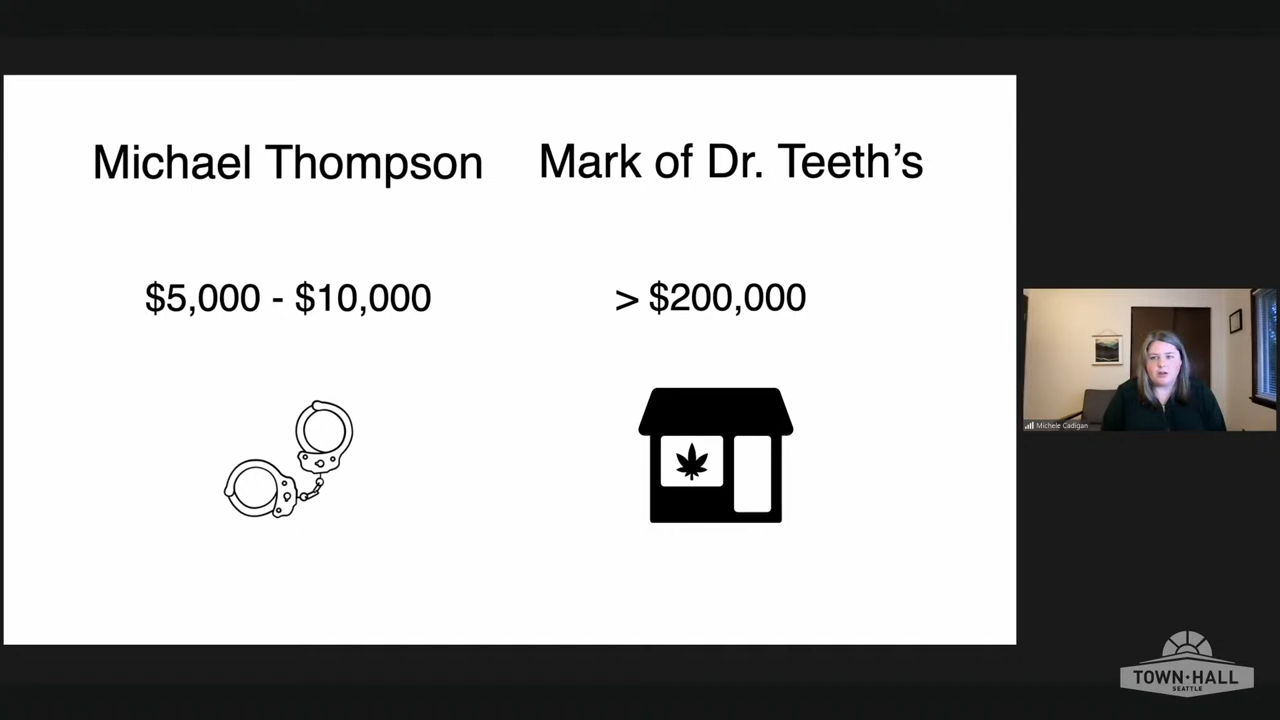 Michael Thompson
Mark of Dr. Teeth’s
$5,000 - $10,000
> $200,000
Michele Cadigan
TOWN·HALL
SEATTLE